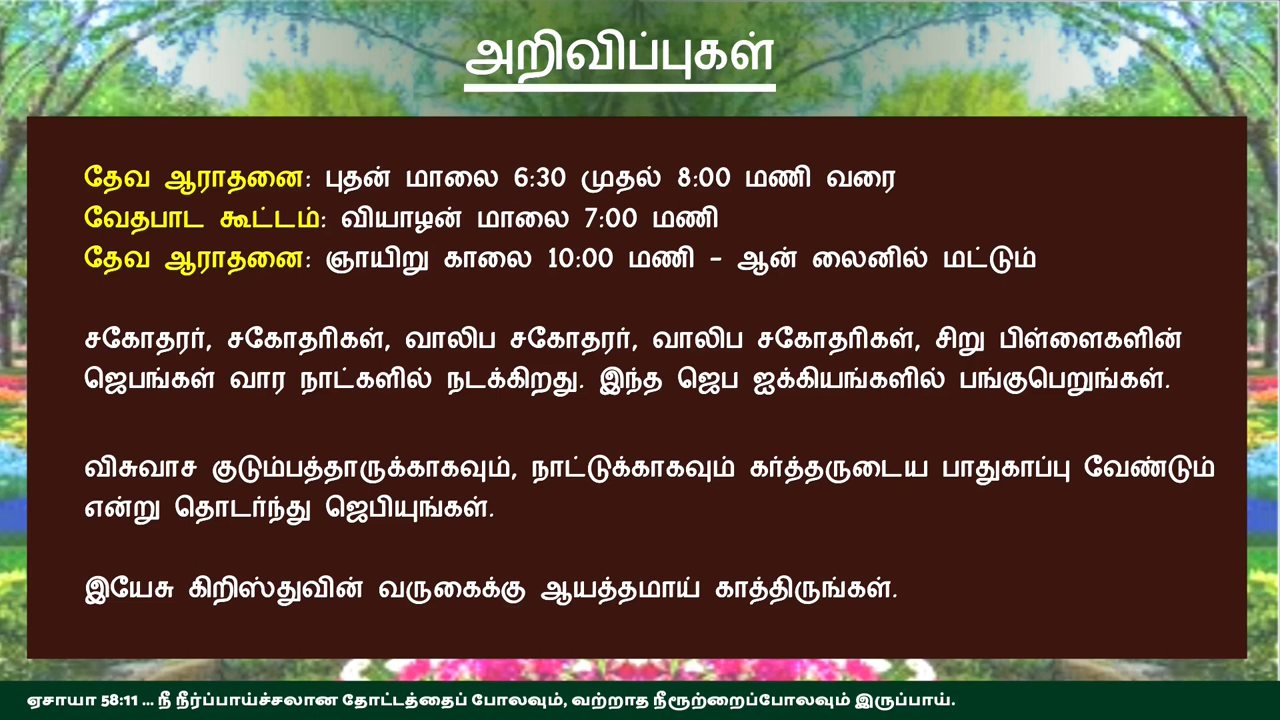 அறிவிப்புகள்
தேவ ஆராதனை: புதன் மாலை 6:30 முதல் 8:00 மணி வரை
வேதபாட கூட்டம்: வியாழன் மாலை 7:00 மணி
தேவ ஆராதனை: ஞாயிறு காலை 10:00 மணி - ஆன் லைனில் மட்டும்
சகோதரர், சகோதரிகள், வாலிப சகோதரர், வாலிப சகோதரிகள், சிறு பிள்ளைகளின்
ஜெபங்கள் வார நாட்களில் நடக்கிறது. இந்த ஜெப ஐக்கியங்களில் பங்குபெறுங்கள்.
விசுவாச குடும்பத்தாருக்காகவும், நாட்டுக்காகவும் கர்த்தருடைய பாதுகாப்பு வேண்டும்
என்று தொடர்ந்து ஜெபியுங்கள்.
இயேசு கிறிஸ்துவின் வருகைக்கு ஆயத்தமாய் காத்திருங்கள்.
ஏசாயா 58:11 ... நீ நீர்ப்பாய்ச்சலான தோட்டத்தைப் போலவும், வற்றாத நீரூற்றைப்போலவும் இருப்பாய்.